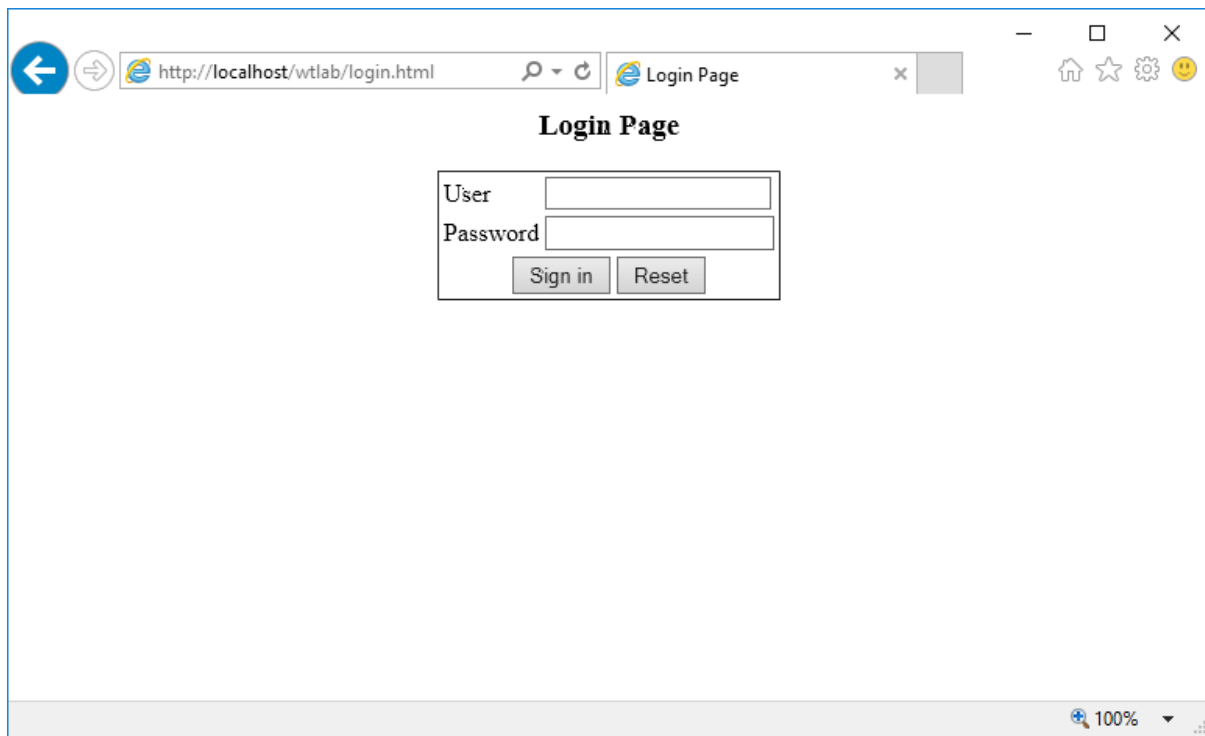 http://localhost/wtlab/login.html Login Page
Login Page
User
Password
Sign in Reset
100%